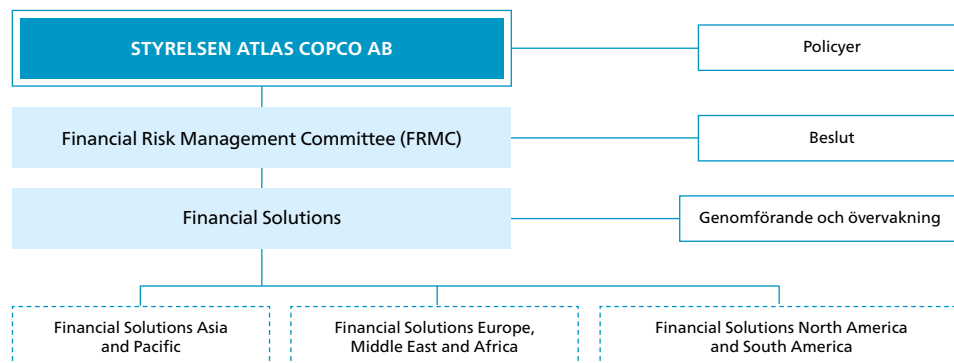 STYRELSEN ATLAS COPCO AB
Policyer
Financial Risk Management Committee (FRMC)
Beslut
Financial Solutions
Genomförande och övervakning
Financial Solutions Asia
and Pacific
Financial Solutions Europe,
Middle East and Africa
Financial Solutions North America
and South America